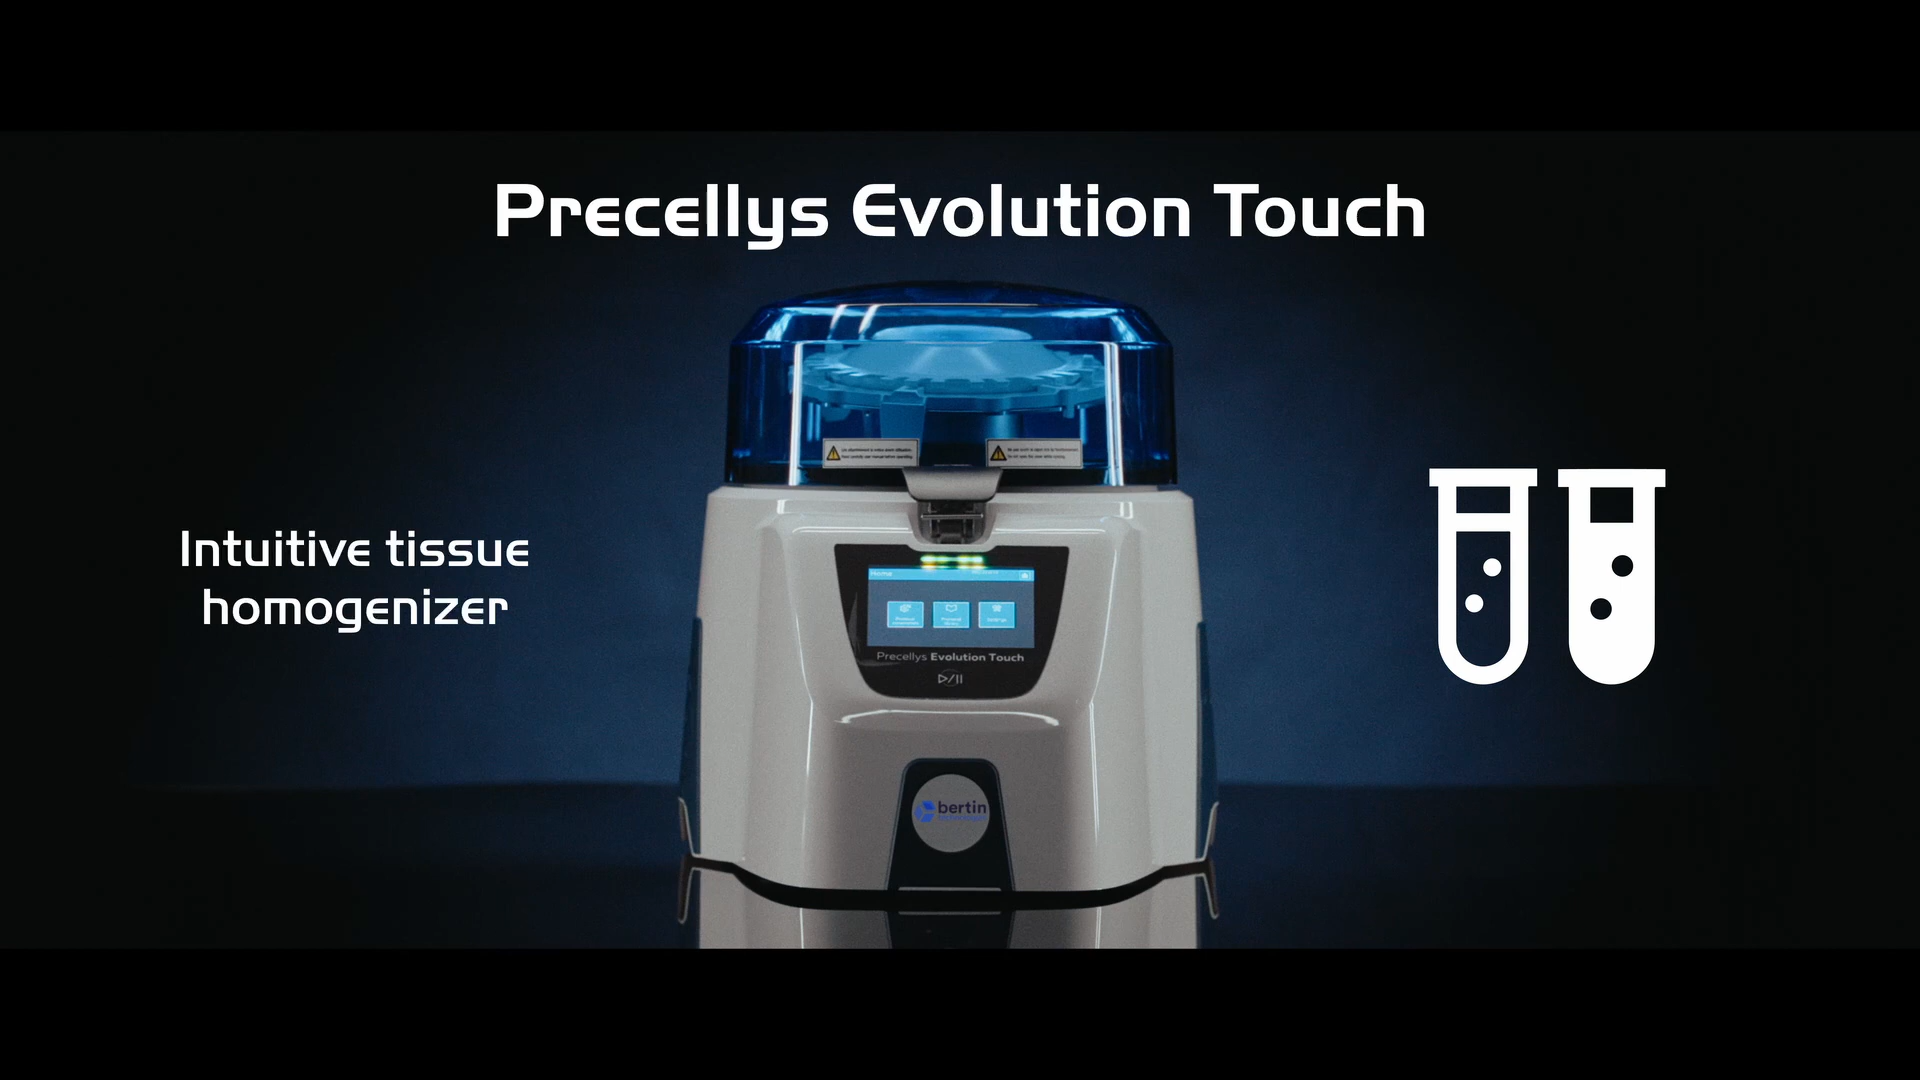 Precellys Evolution Touch
Intuitive tissue
homogenizer
Home
Precellys Evolution Touch
bertin